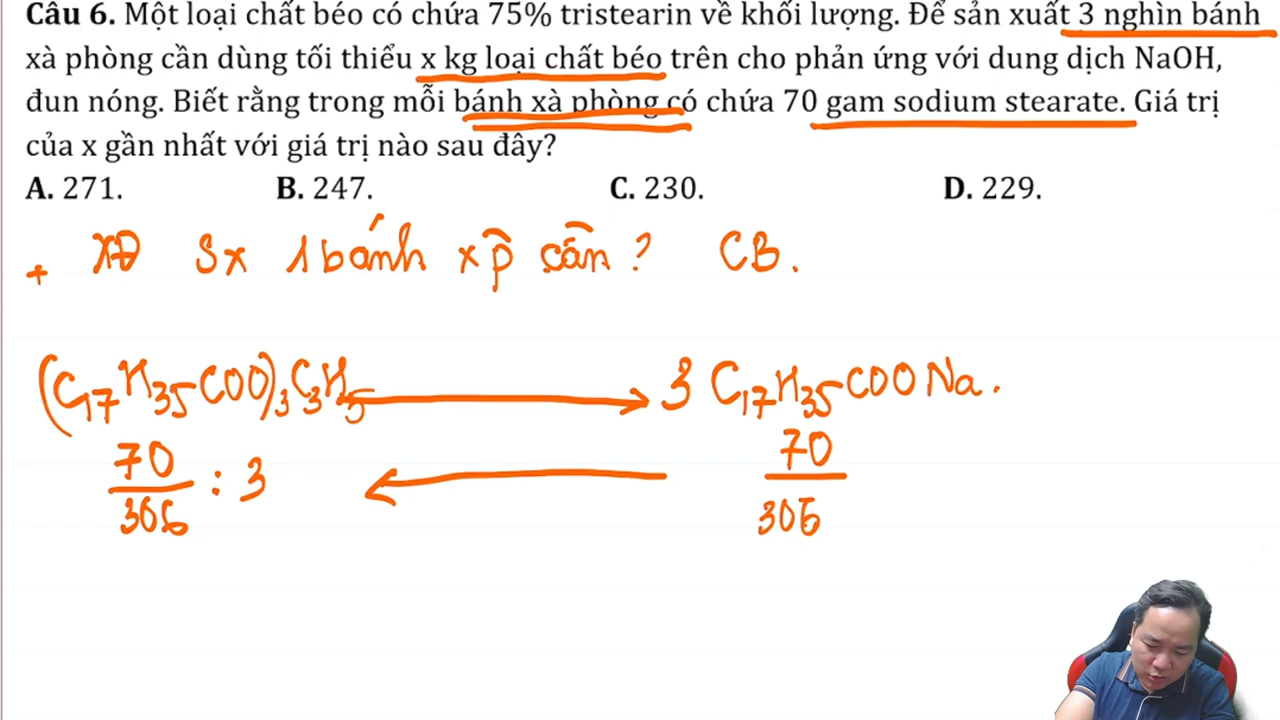 Câu 6. Một loại chất béo có chứa 75% tristearin về khối lượng. Để sản xuất 3 nghìn bánh
xà phòng cần dùng tối thiểu x kg loại chất béo trên cho phản ứng với dung dịch NaOH,
đun nóng. Biết rằng trong mỗi bánh xà phòng có chứa 70 gam sodium stearate. Giá trị
của x gần nhất với giá trị nào sau đây?
A. 271. B. 247. C. 230. D. 229.
+ XĐ Sx 1 bánh xp cần? CB.
(C17H35COO)3C3H5 → 3 C17H35COONa.
70/306 : 3 ← 70/306